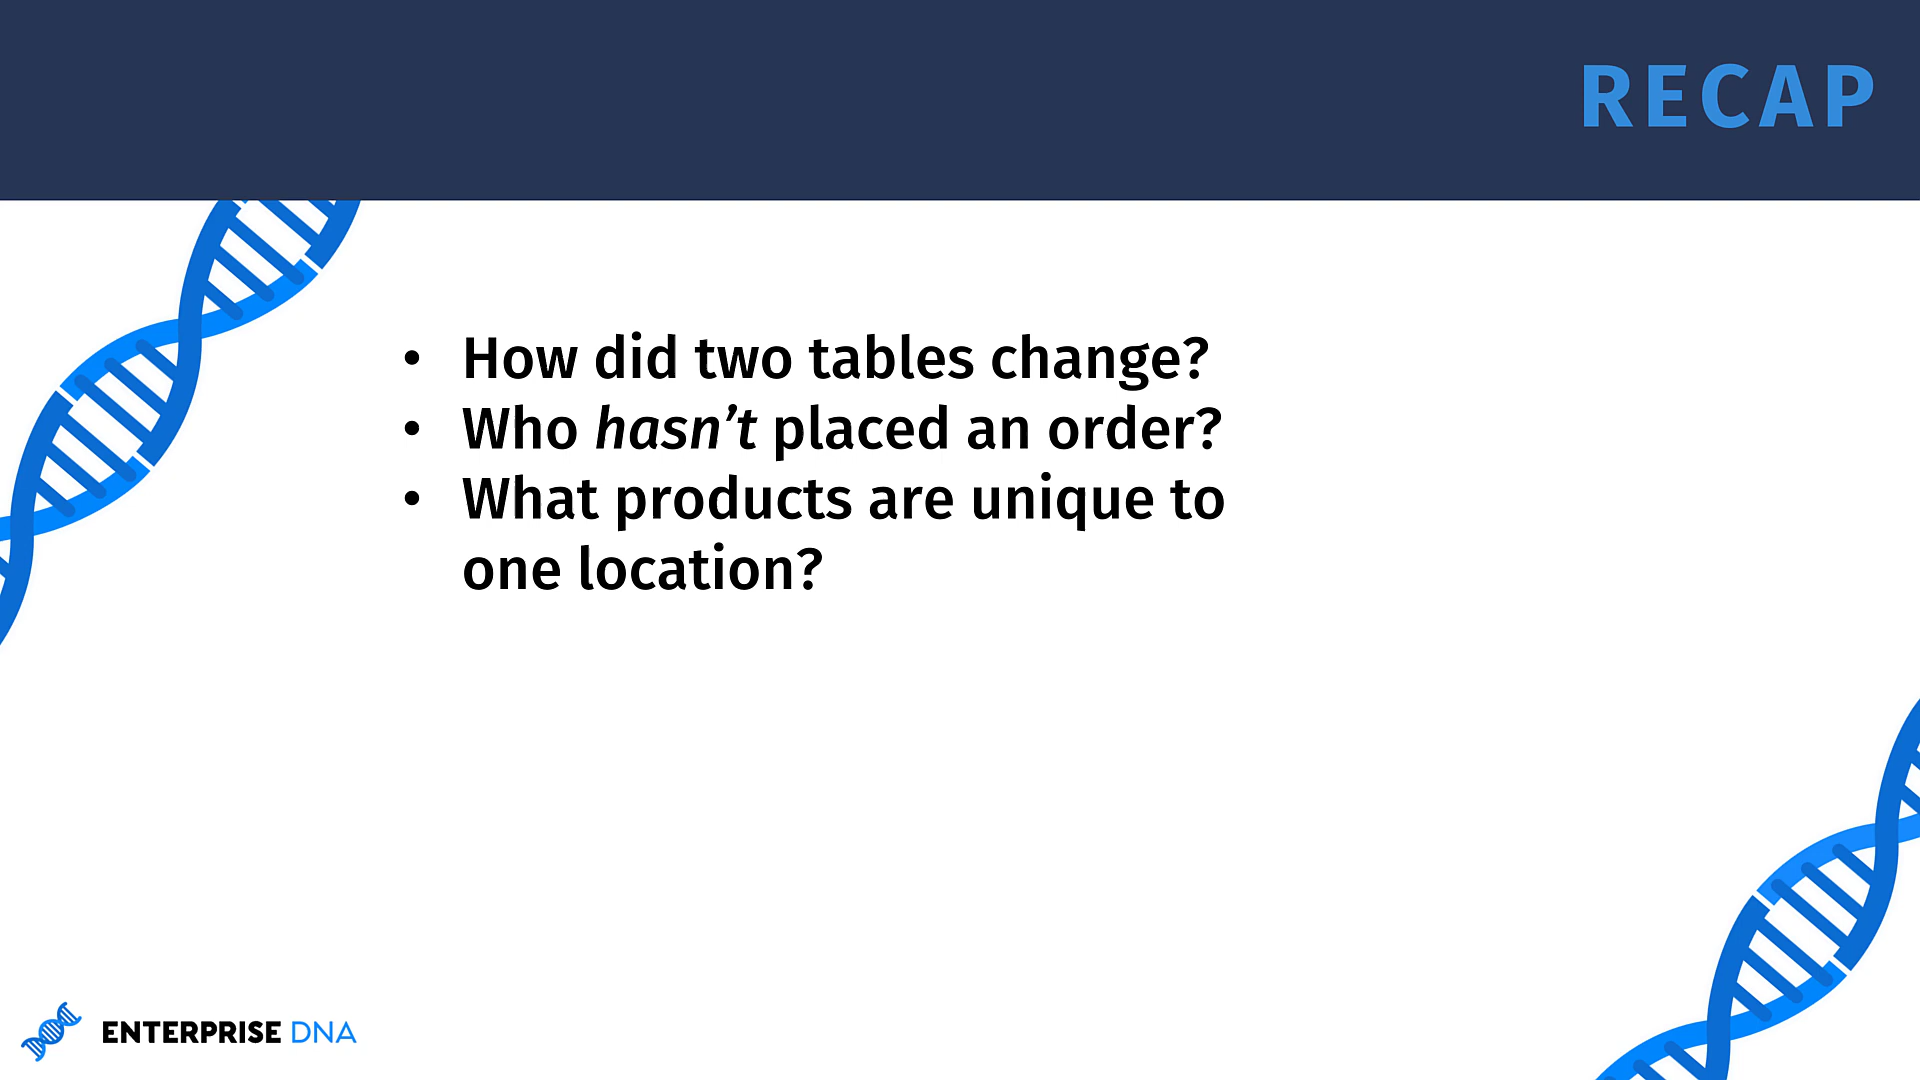 RECAP
• How did two tables change?
• Who hasn’t placed an order?
• What products are unique to
one location?
ENTERPRISE DNA